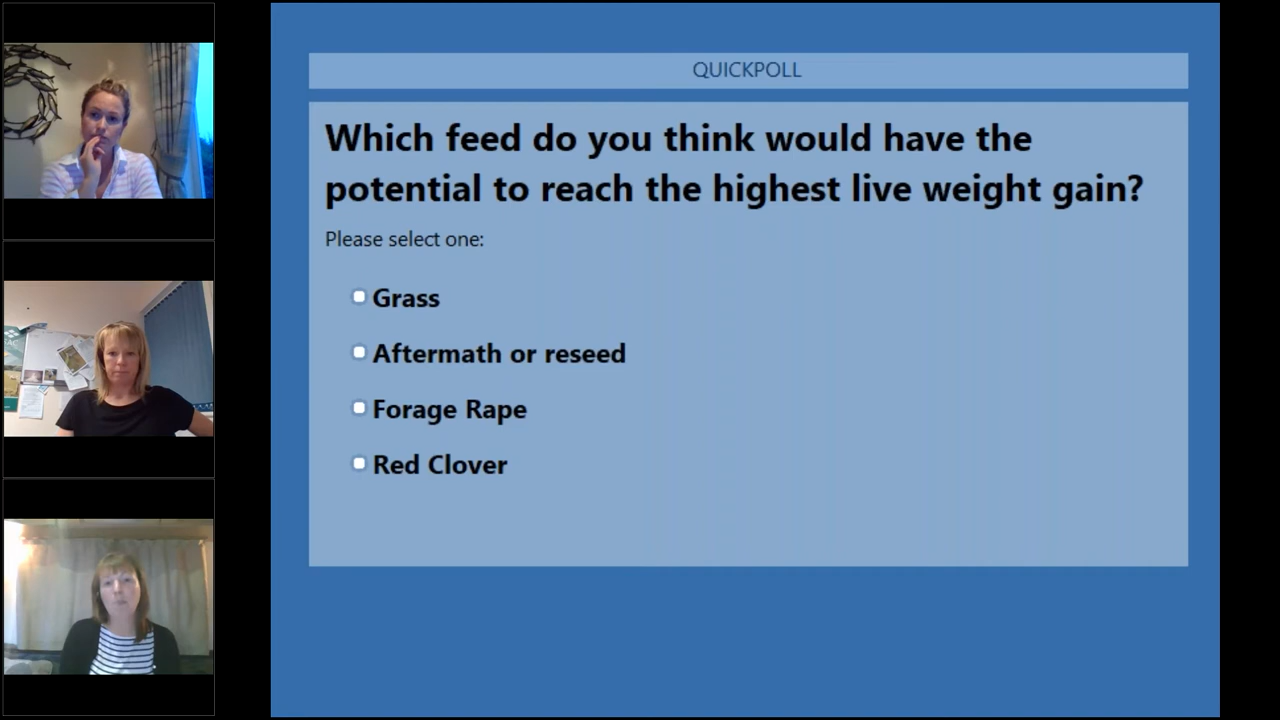 QUICKPOLL
Which feed do you think would have the
potential to reach the highest live weight gain?
Please select one:
Grass
Aftermath or reseed
Forage Rape
Red Clover